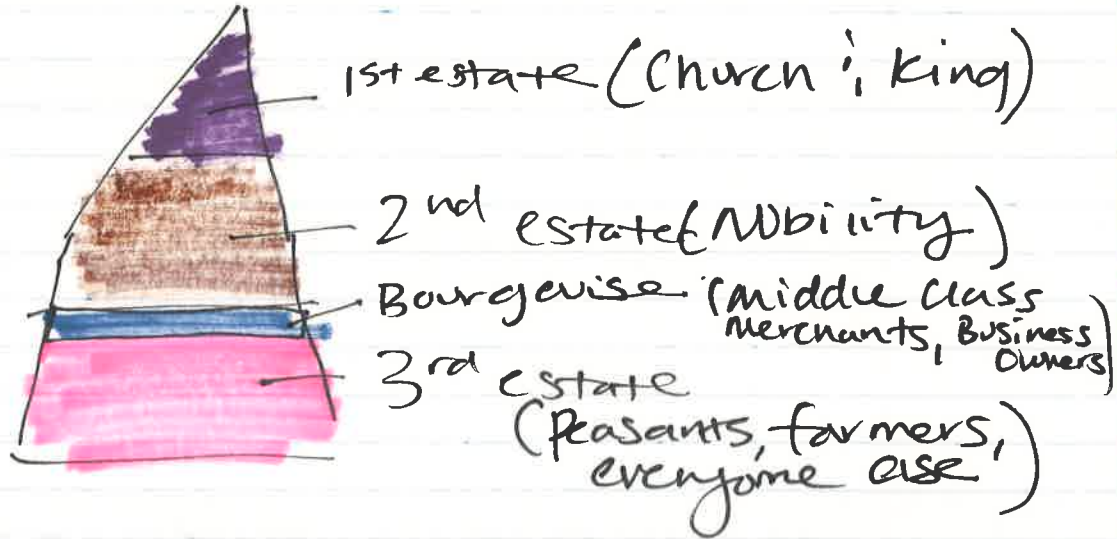 1st estate (Church & King)
2nd estate (Nobility)
Bourgeoise (Middle class
Merchants, Business
Owners)
3rd estate
(Peasants, farmers,
everyone else)